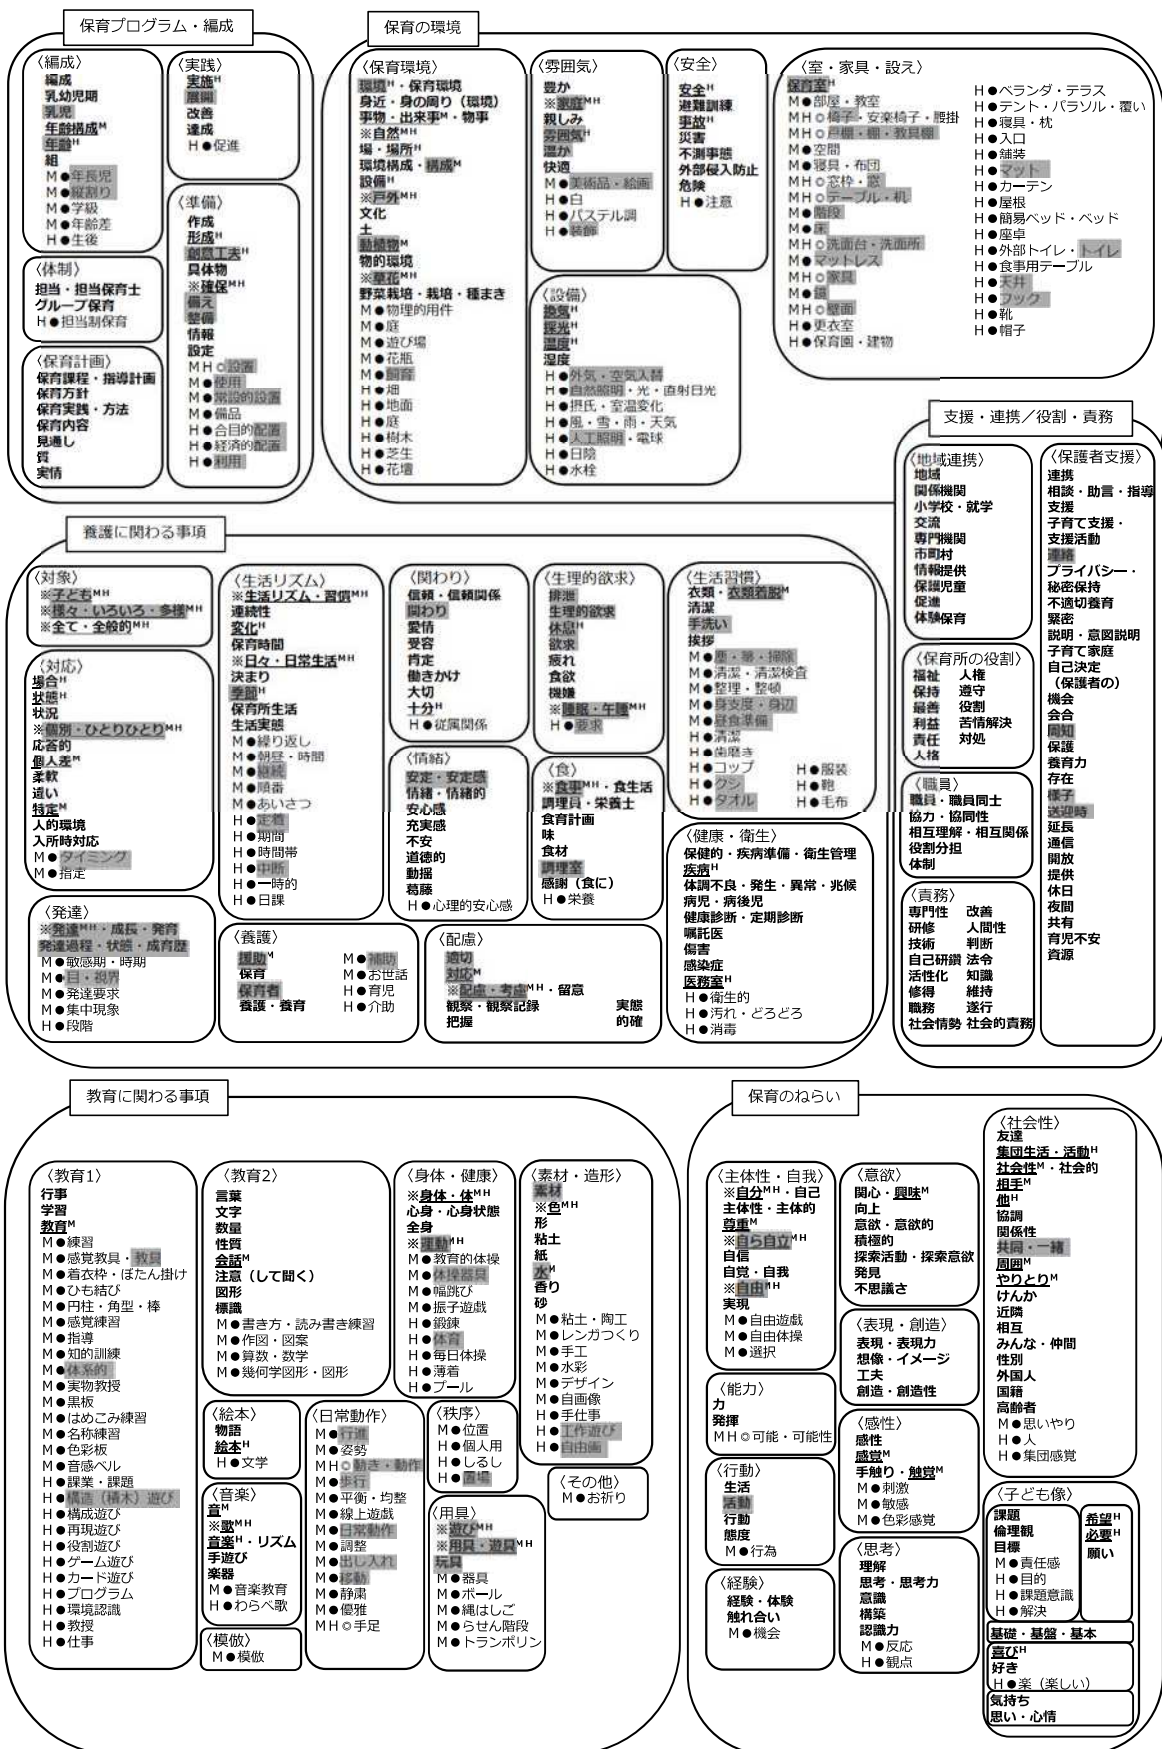 保育プログラム・編成
〈編成〉
編成
乳幼児期
乳児
年齢構成ᴹ
年齢ᴴ
組
M●年長児
M●縦割り
M●学級
M●年齢差
H●生後
〈体制〉
担当・担当保育士
グループ保育
H●担当制保育
〈保育計画〉
保育課程・指導計画
保育方針
保育実践・方法
保育内容
見通し
質
実情
〈実践〉
実施ᴴ
展開
改善
達成
H●促進
〈準備〉
作成
形成ᴴ
創意工夫ᴴ
具体物
※確保ᴹᴴ
備え
整備
情報
設定
MH○設置
M●使用
M●常設的設置
M●備品
H●合目的配置
H●経済的配置
H●利用
保育の環境
〈保育環境〉
環境ᴴ・保育環境
身近・身の周り（環境）
事物・出来事ᴹ・物事
※自然ᴹᴴ
場・場所ᴴ
環境構成・構成ᴹ
設備ᴴ
※戸外ᴹᴴ
文化
土
動植物ᴹ
物的環境
※草花ᴹᴴ
野菜栽培・栽培・種まき
M●物理的用件
M●庭
M●遊び場
M●花瓶
M●飼育
H●畑
H●地面
H●庭
H●樹木
H●芝生
H●花壇
〈雰囲気〉
豊か
※家庭ᴹᴴ
親しみ
雰囲気ᴴ
温か
快適
M●美術品・絵画
H●白
H●パステル調
H●装飾
〈安全〉
安全ᴴ
避難訓練
事故ᴴ
災害
不測事態
外部侵入防止
危険
H●注意
〈設備〉
換気ᴴ
採光ᴴ
温度ᴴ
湿度
H●外気・空気入替
H●自然照明・光・直射日光
H●摂氏・室温変化
H●風・雪・雨・天気
H●人工照明・電球
H●日陰
H●水栓
〈室・家具・設え〉
保育室ᴴ
M●部屋・教室
MH○椅子・安楽椅子・腰掛
MH○戸棚・棚・教具棚
M●空間
M●寝具・布団
MH○窓枠・窓
MH○テーブル・机
M●階段
M●床
MH○洗面台・洗面所
M●マットレス
MH○家具
M●鏡
MH○壁面
H●更衣室
H●保育園・建物
H●ベランダ・テラス
H●テント・パラソル・覆い
H●寝具・枕
H●入口
H●舗装
H●マット
H●カーテン
H●屋根
H●簡易ベッド・ベッド
H●座卓
H●外部トイレ・トイレ
H●食事用テーブル
H●天井
H●フック
H●靴
H●帽子
支援・連携／役割・責務
〈地域連携〉
地域
関係機関
小学校・就学
交流
専門機関
市町村
情報提供
保護児童
促進
体験保育
〈保育所の役割〉
福祉 人権
保持 遵守
最善 役割
利益 苦情解決
責任 対処
人格
〈職員〉
職員・職員同士
協力・協同性
相互理解・相互関係
役割分担
体制
〈責務〉
専門性 改善
研修 人間性
技術 判断
自己研鑽 法令
活性化 知識
修得 維持
職務 遂行
社会情勢 社会的責務
〈保護者支援〉
連携
相談・助言・指導
支援
子育て支援・
支援活動
連絡
プライバシー・
秘密保持
不適切養育
緊密
説明・意図説明
子育て家庭
自己決定
（保護者の）
機会
会合
周知
保護
養育力
存在
様子
送迎時
延長
通信
開放
提供
休日
夜間
共有
育児不安
資源
養護に関わる事項
〈対象〉
※子どもᴹᴴ
※様々・いろいろ・多様ᴹᴴ
※全て・全般的ᴹᴴ
〈対応〉
場合ᴴ
状態ᴴ
状況
※個別・ひとりひとりᴹᴴ
応答的
個人差ᴹ
柔軟
違い
特定ᴹ
人的環境
入所時対応
M●タイミング
M●指定
〈発達〉
※発達ᴹᴴ・成長・発育
発達過程・状態・成育歴
M●敏感期・時期
M●目・視界
M●発達要求
M●集中現象
H●段階
〈生活リズム〉
※生活リズム・習慣ᴹᴴ
連続性
変化ᴴ
保育時間
※日々・日常生活ᴹᴴ
決まり
季節ᴴ
保育所生活
生活実態
M●繰り返し
M●朝昼・時間
M●継続
M●順番
M●あいさつ
H●定着
H●期間
H●時間帯
H●中断
H●一時的
H●日課
〈養護〉
援助ᴹ
保育
保育者
養護・養育
M●補助
M●お世話
H●育児
H●介助
〈関わり〉
信頼・信頼関係
関わり
愛情
受容
肯定
働きかけ
大切
十分ᴴ
H●従属関係
〈情緒〉
安定・安定感
情緒・情緒的
安心感
充実感
不安
道徳的
動揺
葛藤
H●心理的安心感
〈配慮〉
適切
対応ᴹ
※配慮・考慮ᴹᴴ・留意
観察・観察記録 実態
把握 的確
〈生理的欲求〉
排泄
生理的欲求
休息ᴴ
欲求
疲れ
食欲
機嫌
※睡眠・午睡ᴹᴴ
H●要求
〈食〉
※食事ᴹᴴ・食生活
調理員・栄養士
食育計画
味
食材
調理室
感謝（食に）
H●栄養
〈生活習慣〉
衣類・衣類着脱ᴹ
清潔
手洗い
挨拶
M●塵・箒・掃除
M●清潔・清潔検査
M●整理・整頓
M●身支度・身辺
M●昼食準備
H●清潔
H●歯磨き
H●コップ
H●クシ
H●タオル
H●服装
H●鞄
H●毛布
〈健康・衛生〉
保健的・疾病準備・衛生管理
疾病ᴴ
体調不良・発生・異常・兆候
病児・病後児
健康診断・定期診断
嘱託医
傷害
感染症
医務室ᴴ
H●衛生的
H●汚れ・どろどろ
H●消毒
教育に関わる事項
〈教育1〉
行事
学習
教育ᴹ
M●練習
M●感覚教具・教具
M●着衣枠・ぼたん掛け
M●ひも結び
M●円柱・角型・棒
M●感覚練習
M●指導
M●知的訓練
M●体系的
M●実物教授
M●黒板
M●はめこみ練習
M●名称練習
M●色彩板
M●音感ベル
H●課業・課題
H●構造（積木）遊び
H●構成遊び
H●再現遊び
H●役割遊び
H●ゲーム遊び
H●カード遊び
H●プログラム
H●環境認識
H●教授
H●仕事
〈教育2〉
言葉
文字
数量
性質
会話ᴹ
注意（して聞く）
図形
標識
M●書き方・読み書き練習
M●作図・図案
M●算数・数学
M●幾何学図形・図形
〈絵本〉
物語
絵本ᴴ
H●文学
〈音楽〉
音ᴹ
※歌ᴹᴴ
音楽ᴴ・リズム
手遊び
楽器
M●音楽教育
H●わらべ歌
〈模倣〉
M●模倣
〈日常動作〉
M●行進
M●姿勢
MH○動き・動作
M●歩行
M●平衡・均整
M●線上遊戯
M●日常動作
M●調整
M●出し入れ
M●移動
M●静粛
M●優雅
MH◎手足
〈身体・健康〉
※身体・体ᴹᴴ
心身・心身状態
全身
※運動ᴹᴴ
M●教育的体操
M●体操器具
M●幅跳び
M●振子遊戯
H●鍛錬
H●体育
H●毎日体操
H●薄着
H●プール
〈秩序〉
M●位置
H●個人用
H●しるし
H●置場
〈用具〉
※遊びᴹᴴ
※用具・遊具ᴹᴴ
玩具
M●器具
M●ボール
M●縄はしご
M●らせん階段
M●トランポリン
〈素材・造形〉
素材
※色ᴹᴴ
形
粘土
紙
水ᴹ
香り
砂
M●粘土・陶工
M●レンガつくり
M●手工
M●水彩
M●デザイン
M●自画像
H●手仕事
H●工作遊び
H●自由画
〈その他〉
M●お祈り
保育のねらい
〈主体性・自我〉
※自分ᴹᴴ・自己
主体性・主体的
尊重ᴹ
※自ら自立ᴹᴴ
自信
自覚・自我
※自由ᴹᴴ
実現
M●自由遊戯
M●自由体操
M●選択
〈能力〉
力
発揮
MH◎可能・可能性
〈行動〉
生活
活動
行動
態度
M●行為
〈経験〉
経験・体験
触れ合い
M●機会
〈意欲〉
関心・興味ᴹ
向上
意欲・意欲的
積極的
探索活動・探索意欲
発見
不思議さ
〈表現・創造〉
表現・表現力
想像・イメージ
工夫
創造・創造性
〈感性〉
感性
感覚ᴹ
手触り・触覚ᴹ
M●刺激
M●敏感
M●色彩感覚
〈思考〉
理解
思考・思考力
意識
構築
認識力
M●反応
H●観点
〈社会性〉
友達
集団生活・活動ᴴ
社会性ᴹ・社会的
相手ᴹ
他ᴴ
協調
関係性
共同・一緒
周囲ᴹ
やりとりᴹ
けんか
近隣
相互
みんな・仲間
性別
外国人
国籍
高齢者
M●思いやり
H●人
H●集団感覚
〈子ども像〉
課題
倫理観
目標
M●責任感
H●目的
H●課題意識
H●解決
希望ᴴ
必要ᴴ
願い
基礎・基盤・基本
喜びᴴ
好き
H●楽（楽しい）
気持ち
思い・心情